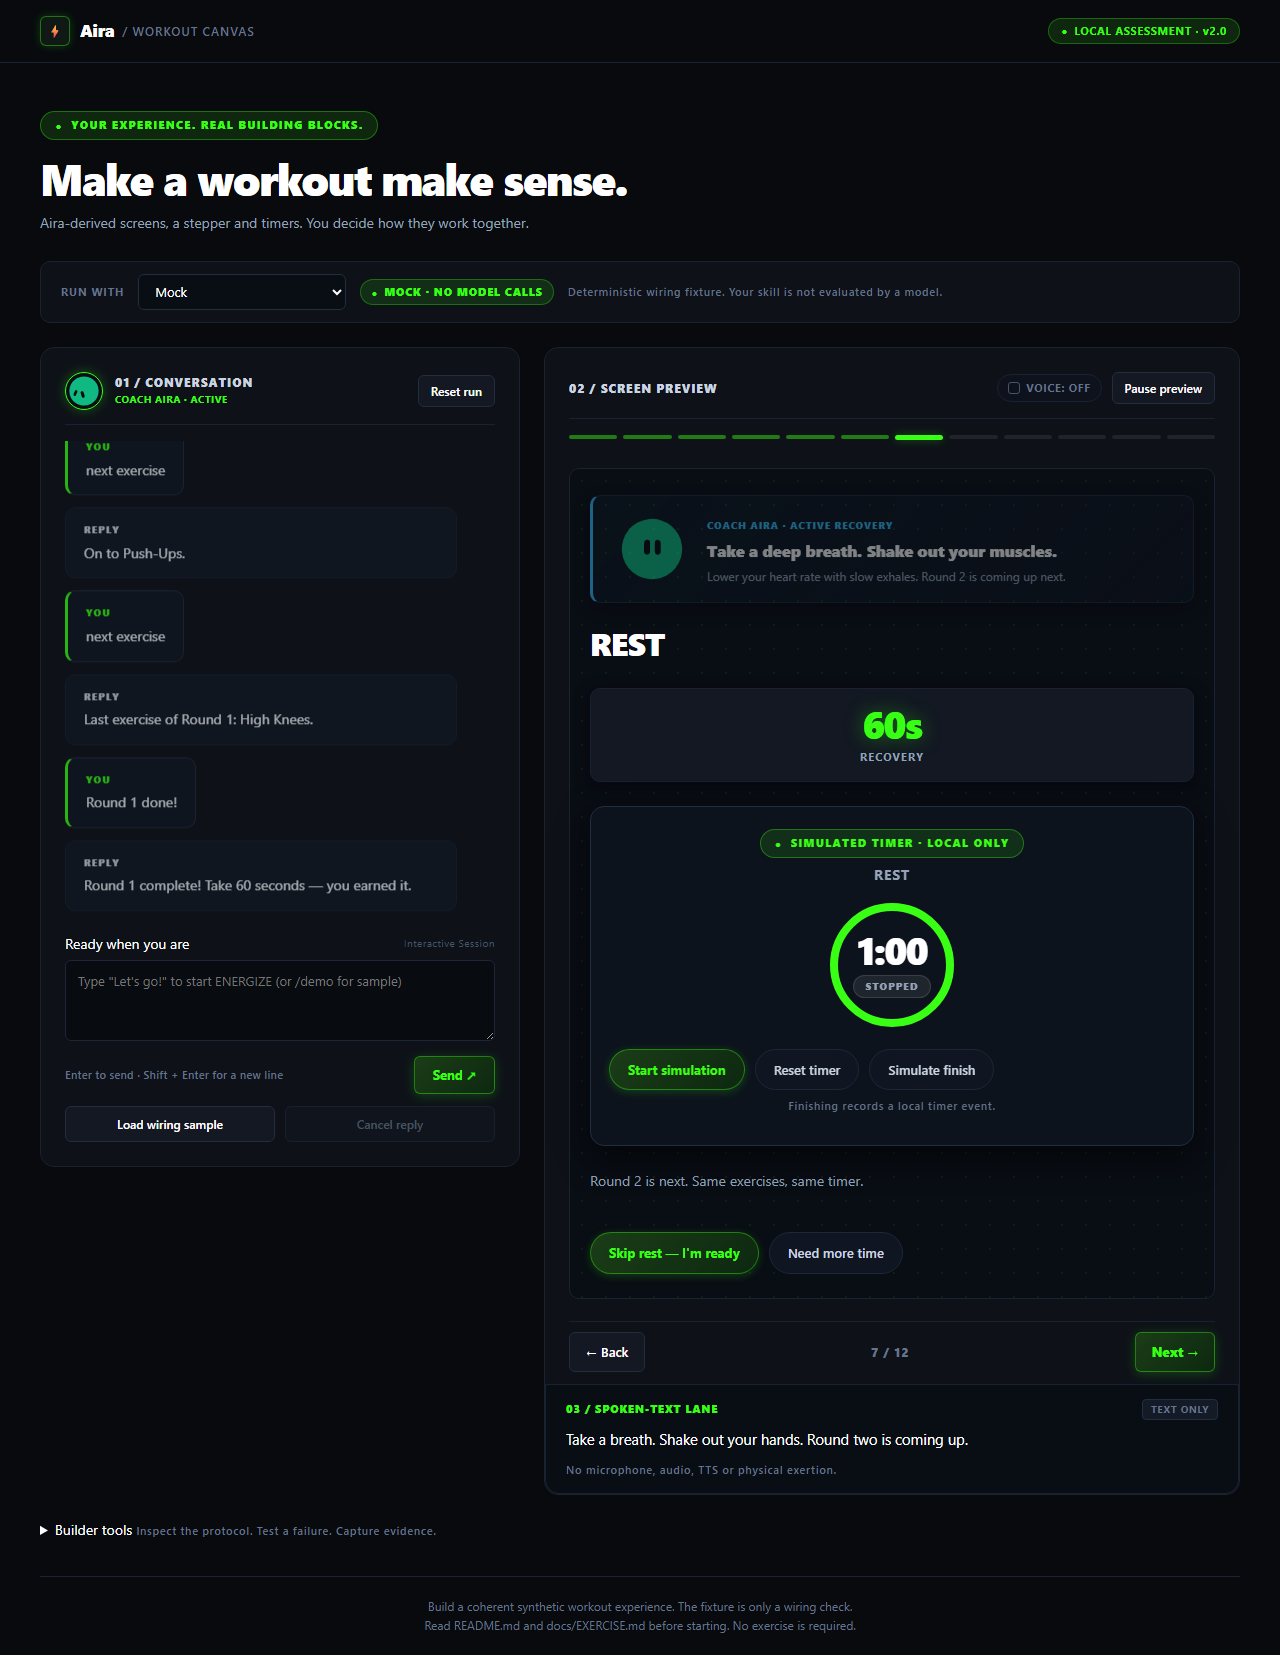 Aira / WORKOUT CANVAS
LOCAL ASSESSMENT · v2.0
YOUR EXPERIENCE. REAL BUILDING BLOCKS.
Make a workout make sense.
Aira-derived screens, a stepper and timers. You decide how they work together.
RUN WITH
Mock
MOCK · NO MODEL CALLS
Deterministic wiring fixture. Your skill is not evaluated by a model.
01 / CONVERSATION
COACH AIRA · ACTIVE
Reset run
YOU
next exercise
REPLY
On to Push-Ups.
YOU
next exercise
REPLY
Last exercise of Round 1: High Knees.
YOU
Round 1 done!
REPLY
Round 1 complete! Take 60 seconds — you earned it.
Ready when you are
Interactive Session
Type "Let's go!" to start ENERGIZE (or /demo for sample)
Enter to send · Shift + Enter for a new line
Send ↗
Load wiring sample
Cancel reply
02 / SCREEN PREVIEW
VOICE: OFF
Pause preview
COACH AIRA · ACTIVE RECOVERY
Take a deep breath. Shake out your muscles.
Lower your heart rate with slow exhales. Round 2 is coming up next.
REST
60s
RECOVERY
SIMULATED TIMER · LOCAL ONLY
REST
1:00
STOPPED
Start simulation
Reset timer
Simulate finish
Finishing records a local timer event.
Round 2 is next. Same exercises, same timer.
Skip rest — I'm ready
Need more time
← Back
7 / 12
Next →
03 / SPOKEN-TEXT LANE
TEXT ONLY
Take a breath. Shake out your hands. Round two is coming up.
No microphone, audio, TTS or physical exertion.
Builder tools Inspect the protocol. Test a failure. Capture evidence.
Build a coherent synthetic workout experience. The fixture is only a wiring check.
Read README.md and docs/EXERCISE.md before starting. No exercise is required.